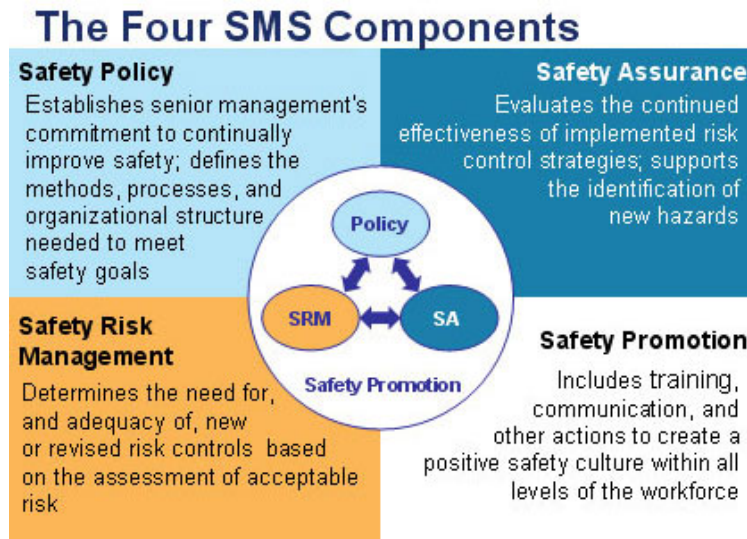 The Four SMS Components
Safety Policy
Establishes senior management's
commitment to continually
improve safety; defines the
methods, processes, and
organizational structure
needed to meet
safety goals
Safety Assurance
Evaluates the continued
effectiveness of implemented risk
control strategies; supports
the identification of
new hazards
Policy
SRM
SA
Safety Promotion
Safety Risk
Management
Determines the need for,
and adequacy of, new
or revised risk controls based
on the assessment of acceptable
risk
Safety Promotion
Includes training,
communication, and
other actions to create a
positive safety culture within all
levels of the workforce